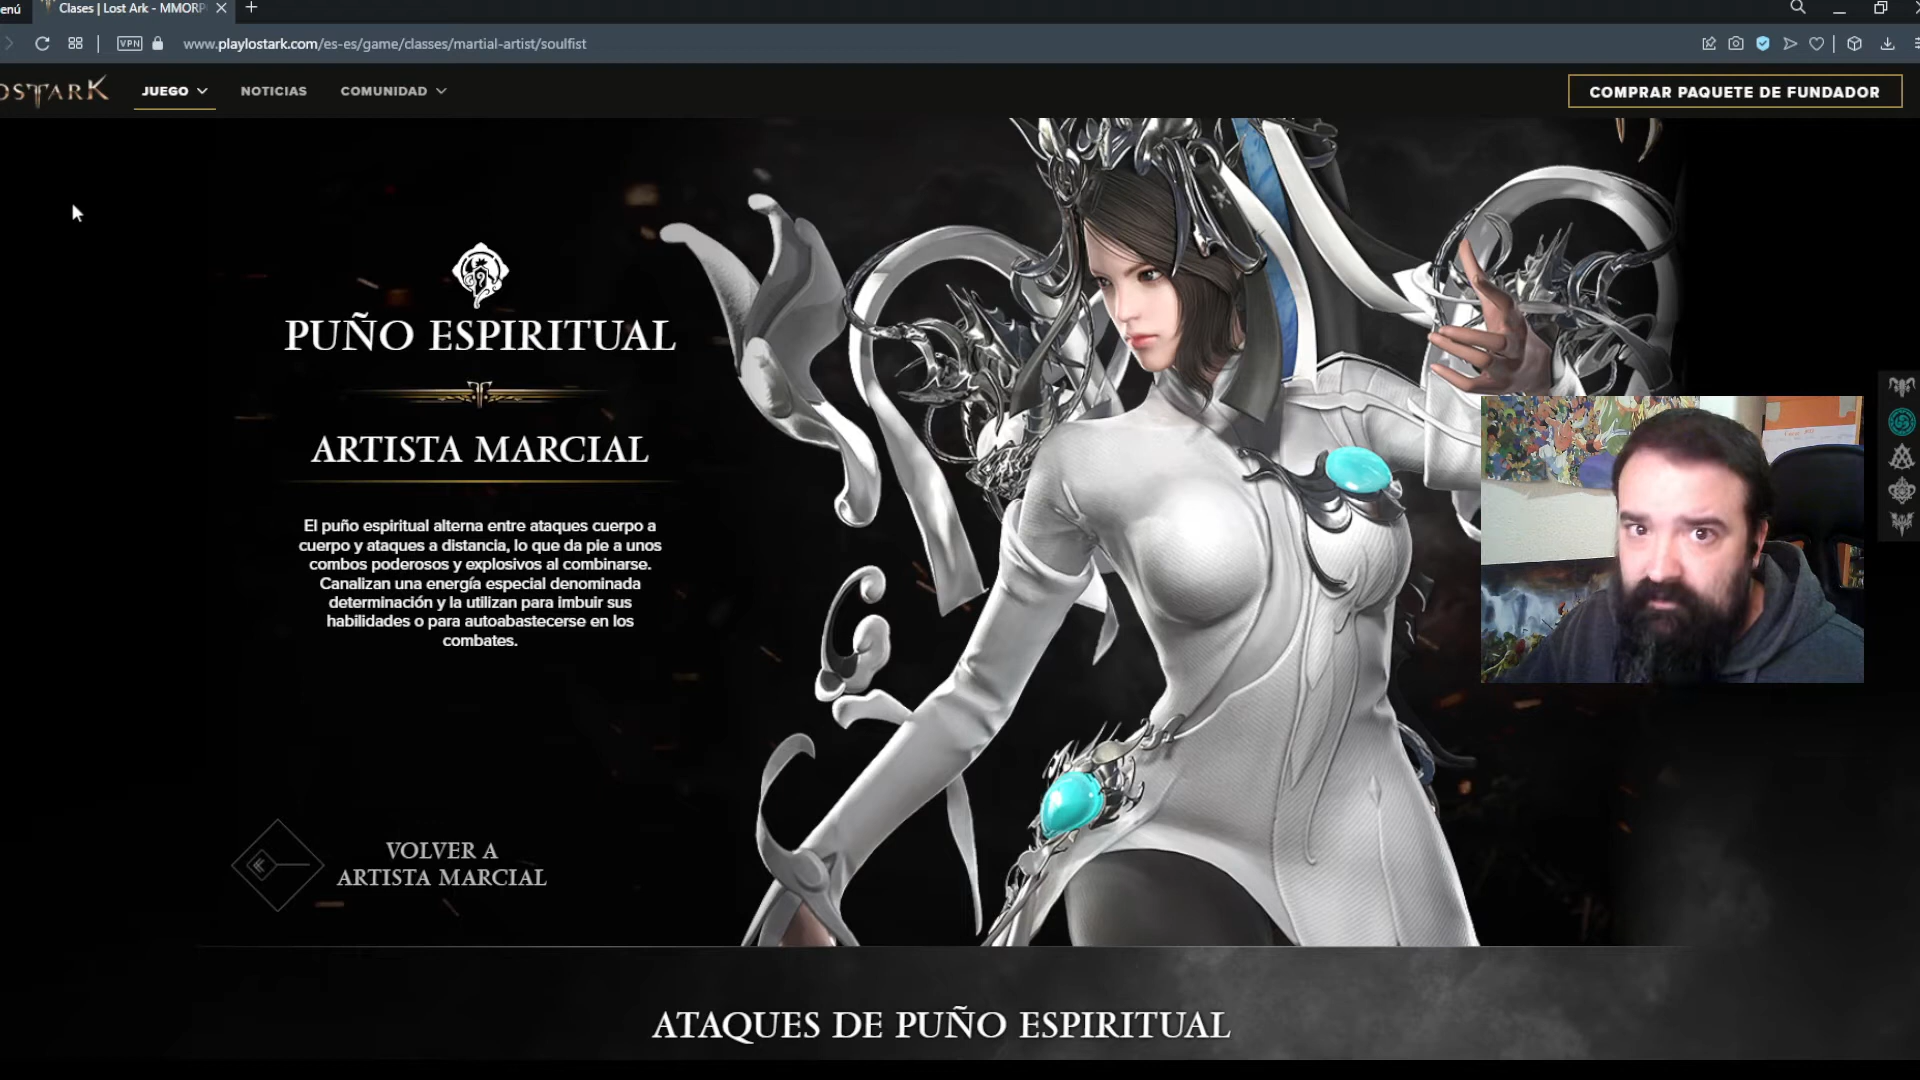 enú
Clases | Lost Ark - MMORP
VPN
www.playlostark.com/es-es/game/classes/martial-artist/soulfist
OSTARK
JUEGO
NOTICIAS
COMUNIDAD
COMPRAR PAQUETE DE FUNDADOR
PUÑO ESPIRITUAL
ARTISTA MARCIAL
El puño espiritual alterna entre ataques cuerpo a
cuerpo y ataques a distancia, lo que da pie a unos
combos poderosos y explosivos al combinarse.
Canalizan una energía especial denominada
determinación y la utilizan para imbuir sus
habilidades o para autoabastecerse en los
combates.
VOLVER A
ARTISTA MARCIAL
ATAQUES DE PUÑO ESPIRITUAL